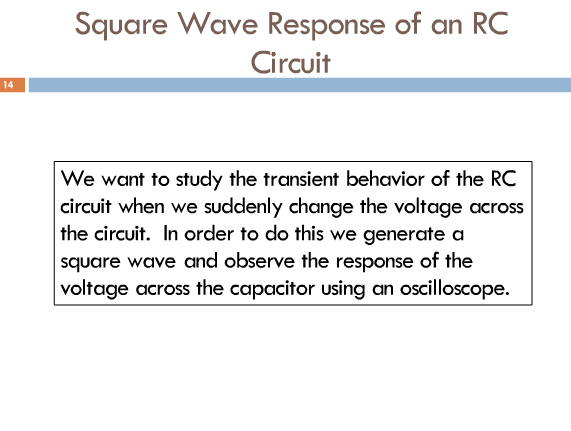 Square Wave Response of an RC
Circuit
14
We want to study the transient behavior of the RC
circuit when we suddenly change the voltage across
the circuit.  In order to do this we generate a
square wave and observe the response of the
voltage across the capacitor using an oscilloscope.